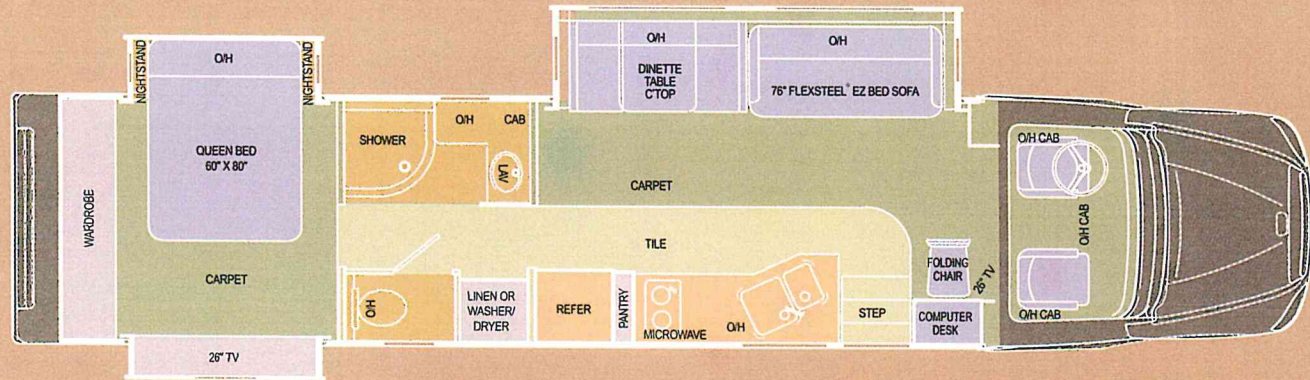 NIGHTSTAND
O/H
NIGHTSTAND
QUEEN BED
60" X 80"
WARDROBE
CARPET
26" TV
SHOWER
O/H CAB
LAV
O/H
LINEN OR
WASHER/
DRYER
REFER
PANTRY
MICROWAVE
O/H
TILE
CARPET
O/H
DINETTE
TABLE
C'TOP
O/H
76" FLEXSTEEL® EZ BED SOFA
STEP
FOLDING
CHAIR
26" TV
COMPUTER
DESK
O/H CAB
O/H CAB
O/H CAB